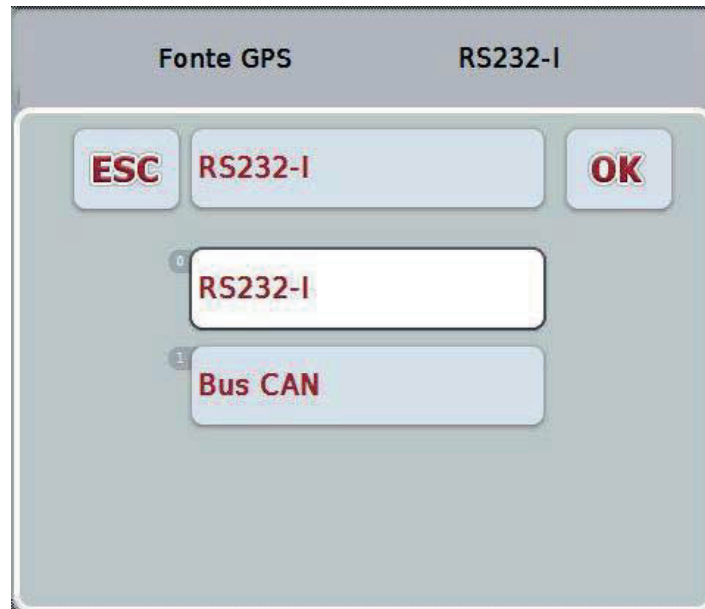 Fonte GPS RS232-I
ESC RS232-I OK
0
RS232-I
1
Bus CAN